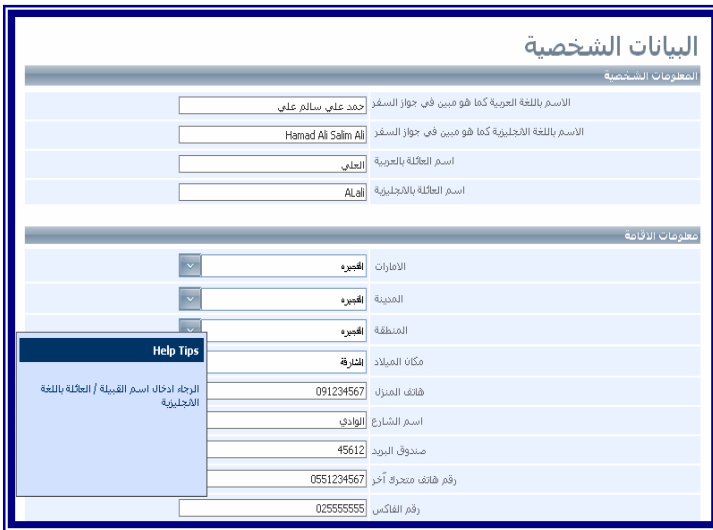 البيانات الشخصية
المعلومات الشخصية
الاسم باللغة العربية كما هو مبين في جواز السفر حمد علي سالم علي
الاسم باللغة الانجليزية كما هو مبين في جواز السفر Hamad Ali Salim Ali
اسم العائلة بالعربية العلي
اسم العائلة بالانجليزية ALali
معلومات الاقامة
الامارات الفجيره
المدينة الفجيره
المنطقة الفجيره
مكان الميلاد الشارقة
هاتف المنزل 091234567
اسم الشارع الوادي
صندوق البريد 45612
رقم هاتف متحرك آخر 0551234567
رقم الفاكس 025555555
Help Tips
الرجاء ادخال اسم القبيلة / العائلة باللغة
الانجليزية